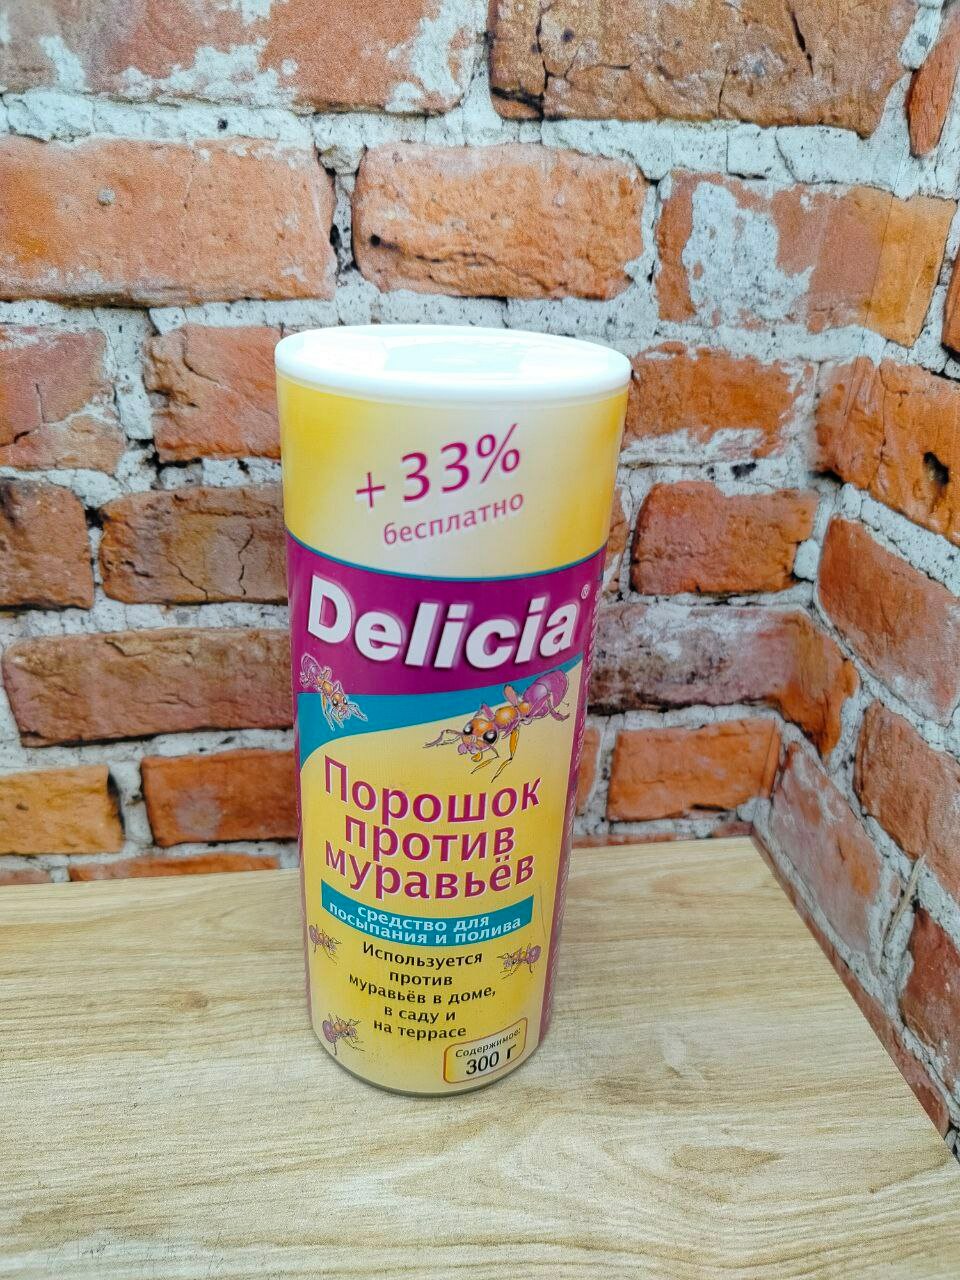 +33%
бесплатно
Delicia®
Порошок
против
муравьёв
средство для
посыпания и полива
Используется
против
муравьёв в доме,
в саду и
на террасе
Содержимое:
300 г